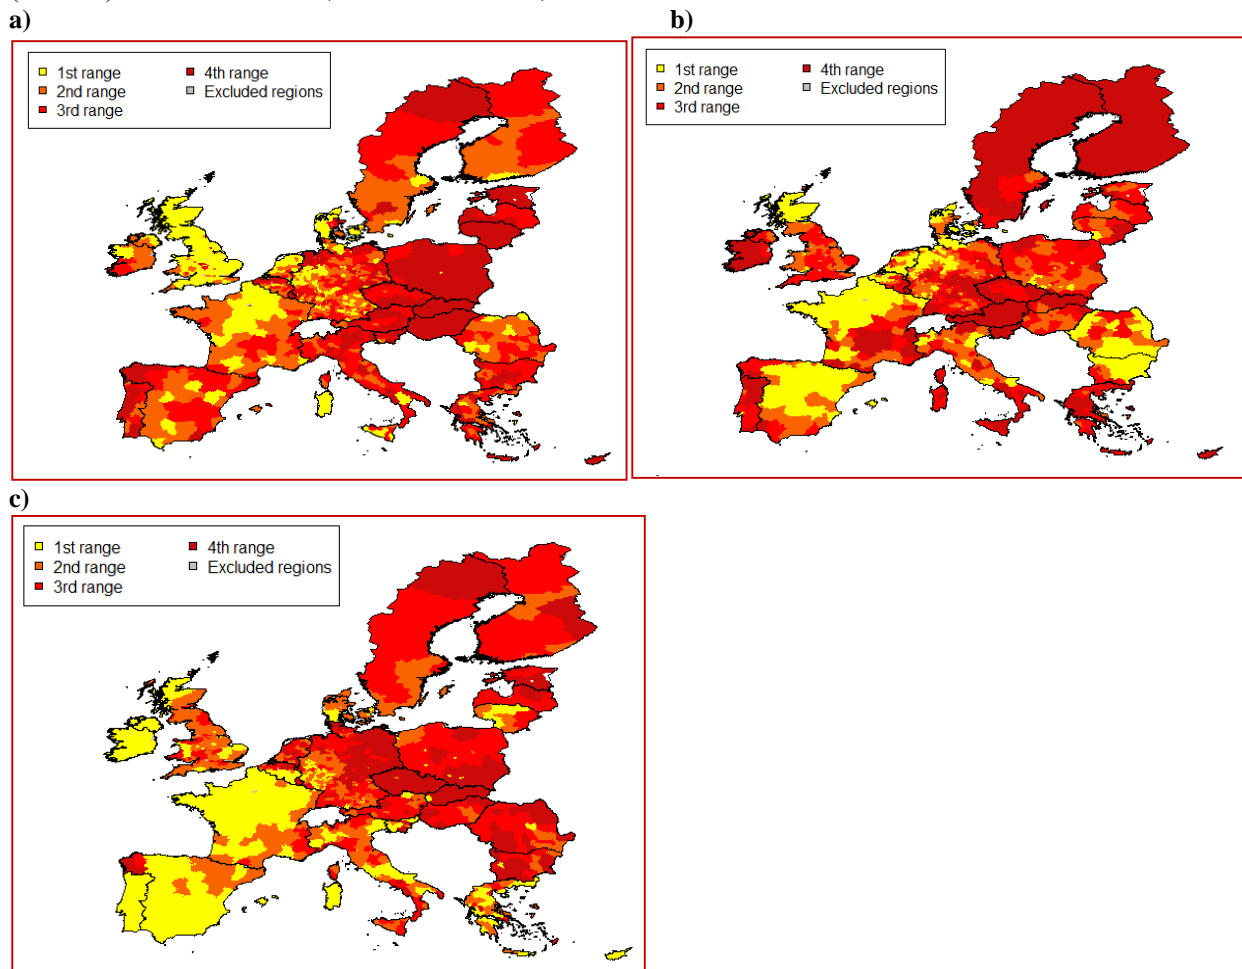 a)
b)
1st range
4th range
2nd range
Excluded regions
3rd range
1st range
4th range
2nd range
Excluded regions
3rd range
c)
1st range
4th range
2nd range
Excluded regions
3rd range